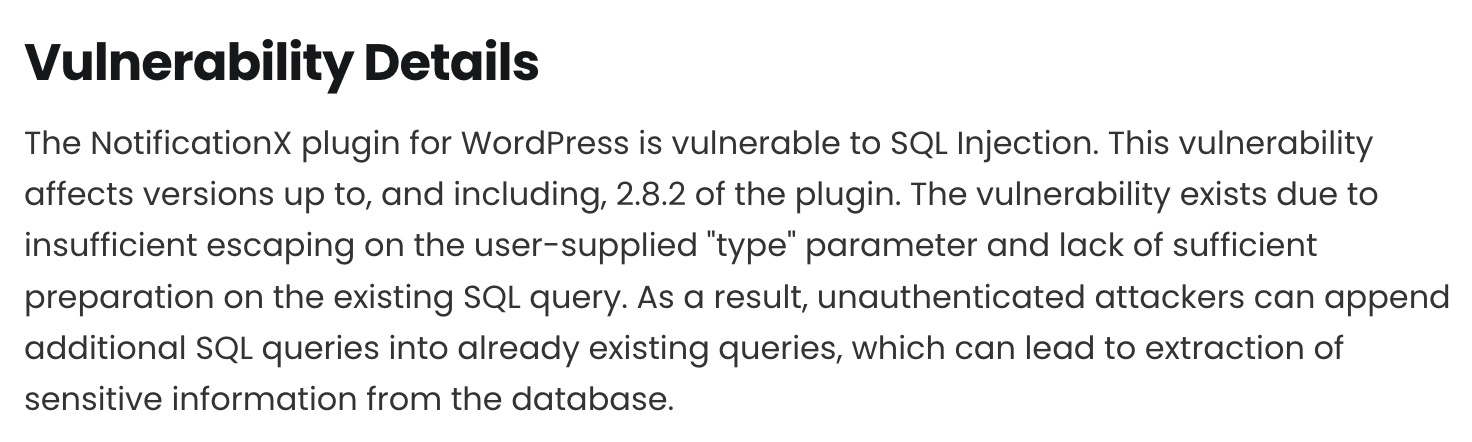 Vulnerability Details
The NotificationX plugin for WordPress is vulnerable to SQL Injection. This vulnerability
affects versions up to, and including, 2.8.2 of the plugin. The vulnerability exists due to
insufficient escaping on the user-supplied "type" parameter and lack of sufficient
preparation on the existing SQL query. As a result, unauthenticated attackers can append
additional SQL queries into already existing queries, which can lead to extraction of
sensitive information from the database.